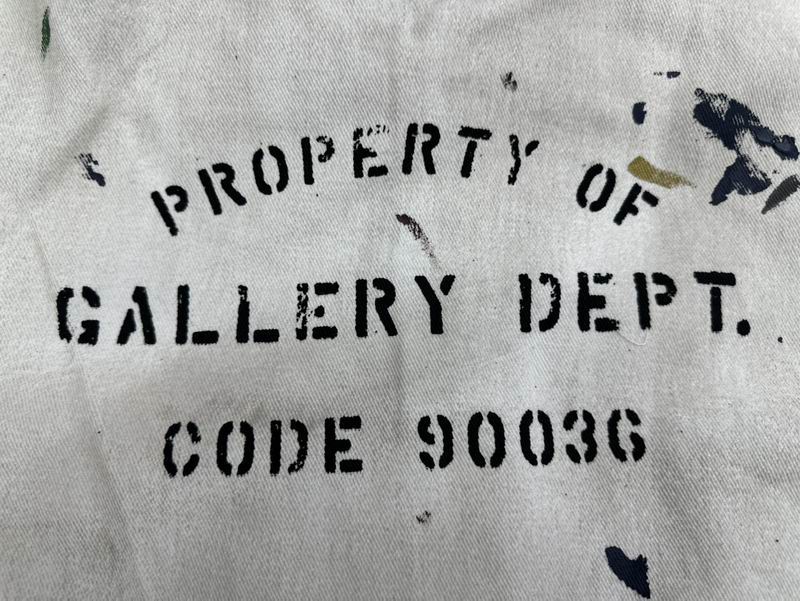 PROPERTY OF
GALLERY DEPT.
CODE 90036